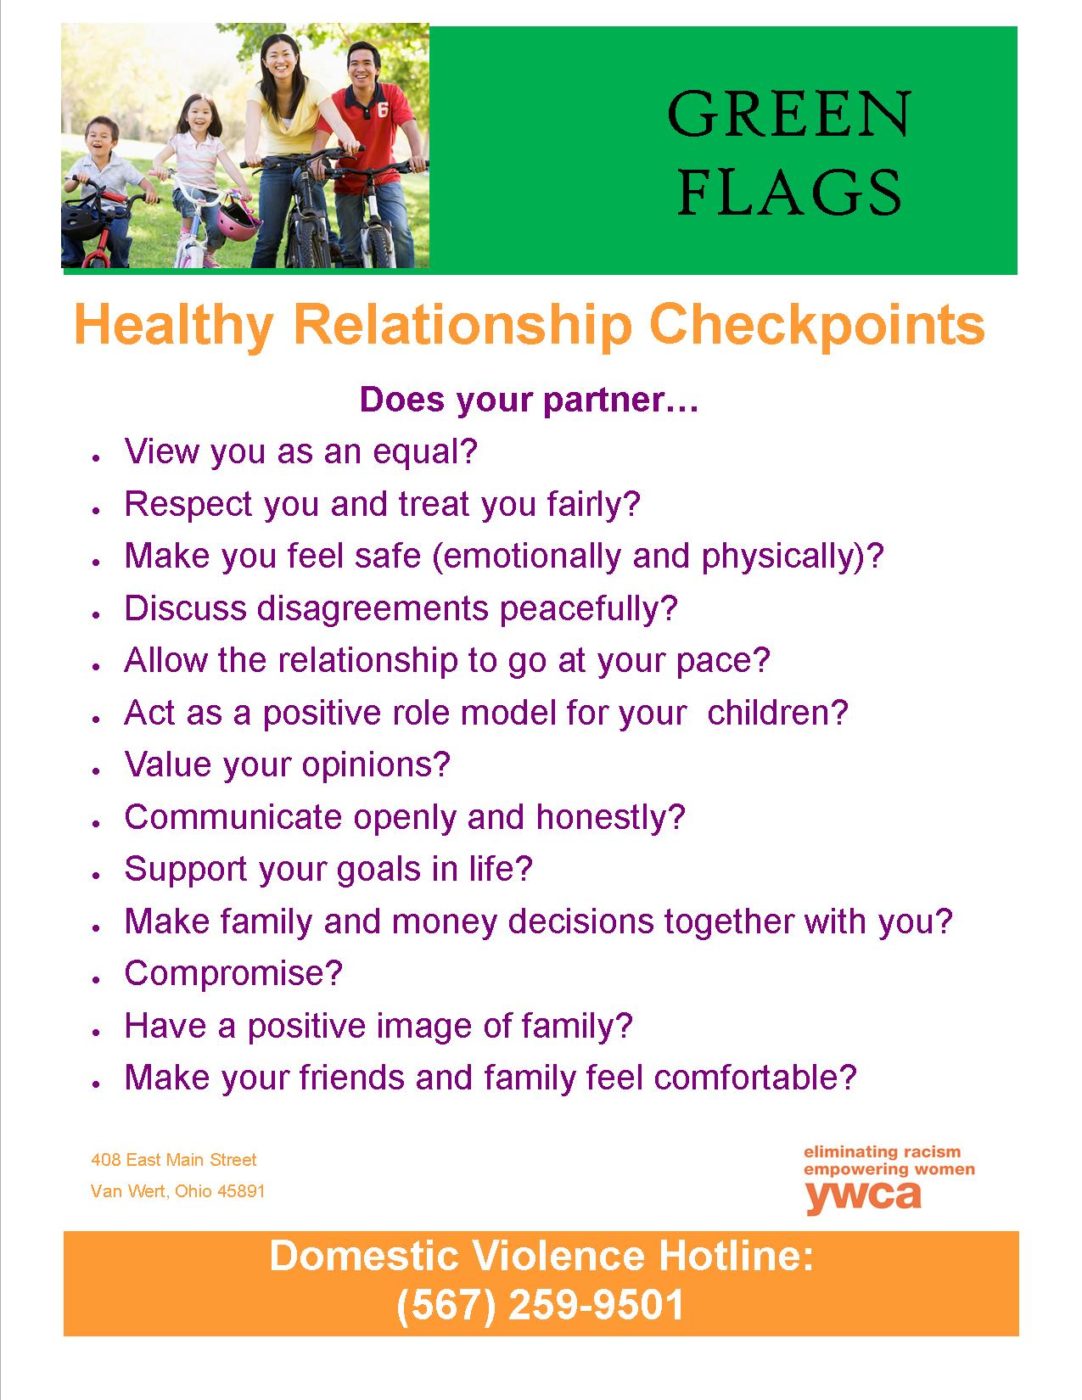 GREEN
FLAGS
6
Healthy Relationship Checkpoints
Does your partner...
• View you as an equal?
• Respect you and treat you fairly?
• Make you feel safe (emotionally and physically)?
• Discuss disagreements peacefully?
• Allow the relationship to go at your pace?
• Act as a positive role model for your  children?
• Value your opinions?
• Communicate openly and honestly?
• Support your goals in life?
• Make family and money decisions together with you?
• Compromise?
• Have a positive image of family?
• Make your friends and family feel comfortable?
408 East Main Street
Van Wert, Ohio 45891
eliminating racism
empowering women
ywca
Domestic Violence Hotline:
(567) 259-9501